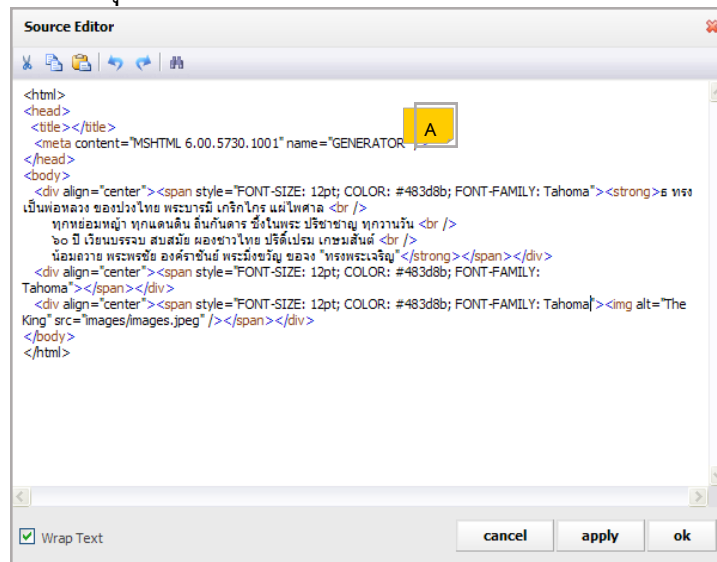 Source Editor
<html>
<head>
<title></title>
<meta content="MSHTML 6.00.5730.1001" name="GENERATOR" />
A
</head>
<body>
<div align="center"><span style="FONT-SIZE: 12pt; COLOR: #483d8b; FONT-FAMILY: Tahoma"><strong>ธ ทรง
เป็นพ่อหลวง ของปวงไทย พระบารมี เกริกไกร แผ่ไพศาล <br />
ทุกหย่อมหญ้า ทุกแดนดิน ถิ่นกันดาร ซึ้งในพระ ปรีชาชาญ ทุกวานวัน <br />
๖๐ ปี เวียนบรรจบ สบสมัย ผองชาวไทย ปริดิ์เปรม เกษมสันต์ <br />
น้อมถวาย พระพรชัย องค์ราชันย์ พระมิ่งขวัญ ของจง "ทรงพระเจริญ"</strong></span></div>
<div align="center"><span style="FONT-SIZE: 12pt; COLOR: #483d8b; FONT-FAMILY:
Tahoma"></span></div>
<div align="center"><span style="FONT-SIZE: 12pt; COLOR: #483d8b; FONT-FAMILY: Tahoma"><img alt="The
King" src="images/images.jpeg" /></span></div>
</body>
</html>
Wrap Text
cancel apply ok